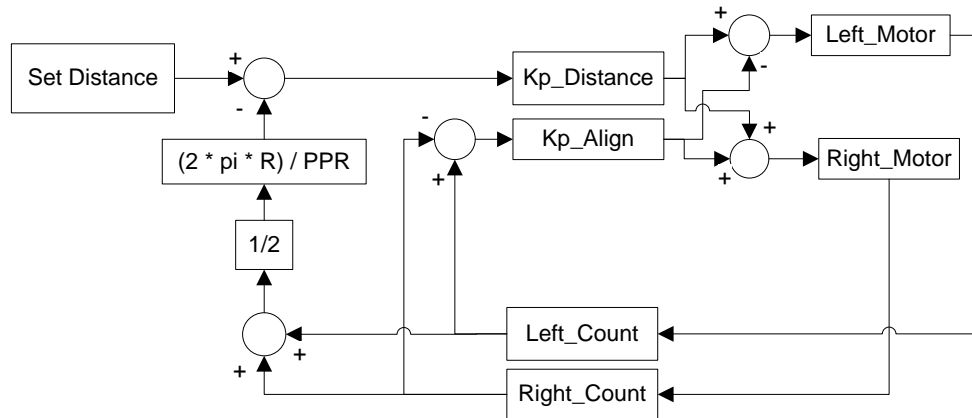 +
-
Left_Motor
+
Set Distance
-
Kp_Distance
-
+
Kp_Align
+
(2 * pi * R) / PPR
+
+
Right_Motor
1/2
Left_Count
+
+
Right_Count